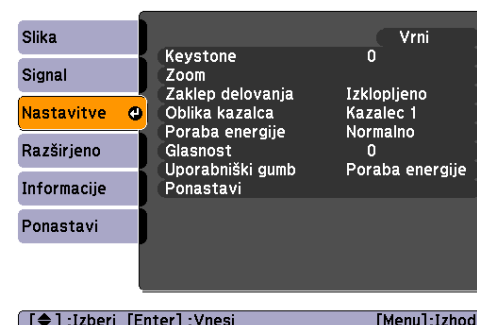 Slika
Signal
Nastavitve
Razširjeno
Informacije
Ponastavi
Vrni
Keystone 0
Zoom
Zaklep delovanja Izklopljeno
Oblika kazalca Kazalec 1
Poraba energije Normalno
Glasnost 0
Uporabniški gumb Poraba energije
Ponastavi
[♦] :Izberi [Enter] :Vnesi [Menu]:Izhod